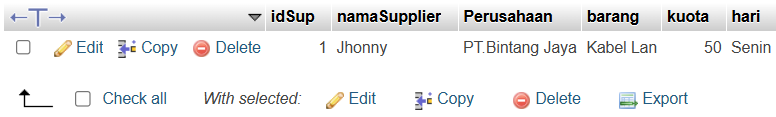 idSup namaSupplier Perusahaan barang kuota hari
Edit Copy Delete 1 Jhonny PT.Bintang Jaya Kabel Lan 50 Senin
Check all With selected: Edit Copy Delete Export